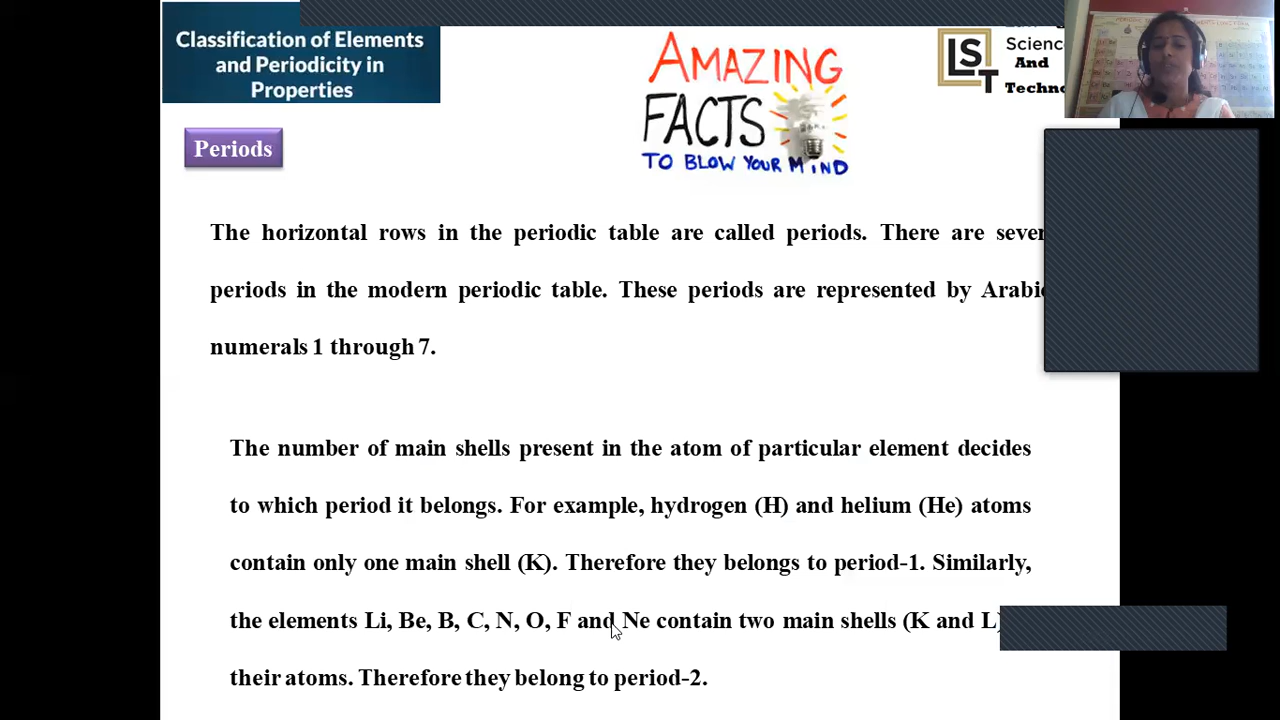 Classification of Elements
and Periodicity in
Properties
AMAZING
FACTS
TO BLOW YOUR MIND
LST
Science
And
Techno
Periods
The horizontal rows in the periodic table are called periods. There are seven
periods in the modern periodic table. These periods are represented by Arabic
numerals 1 through 7.
The number of main shells present in the atom of particular element decides
to which period it belongs. For example, hydrogen (H) and helium (He) atoms
contain only one main shell (K). Therefore they belongs to period-1. Similarly,
the elements Li, Be, B, C, N, O, F and Ne contain two main shells (K and L)
their atoms. Therefore they belong to period-2.